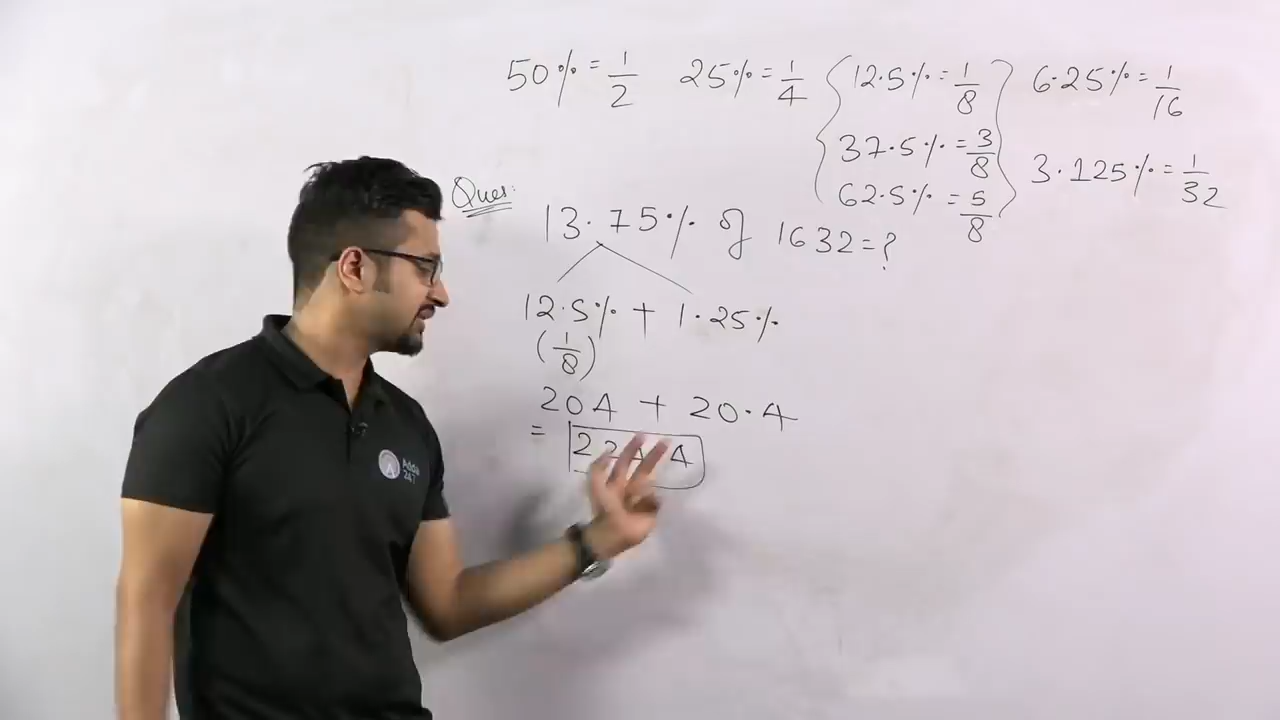 50% = 1/2 25% = 1/4 12.5% = 1/8 6.25% = 1/16
37.5% = 3/8 3.125% = 1/32
62.5% = 5/8
Ques:
13.75% of 1632 = ?
12.5% + 1.25%
(1/8)
204 + 20.4
=
Adda
247